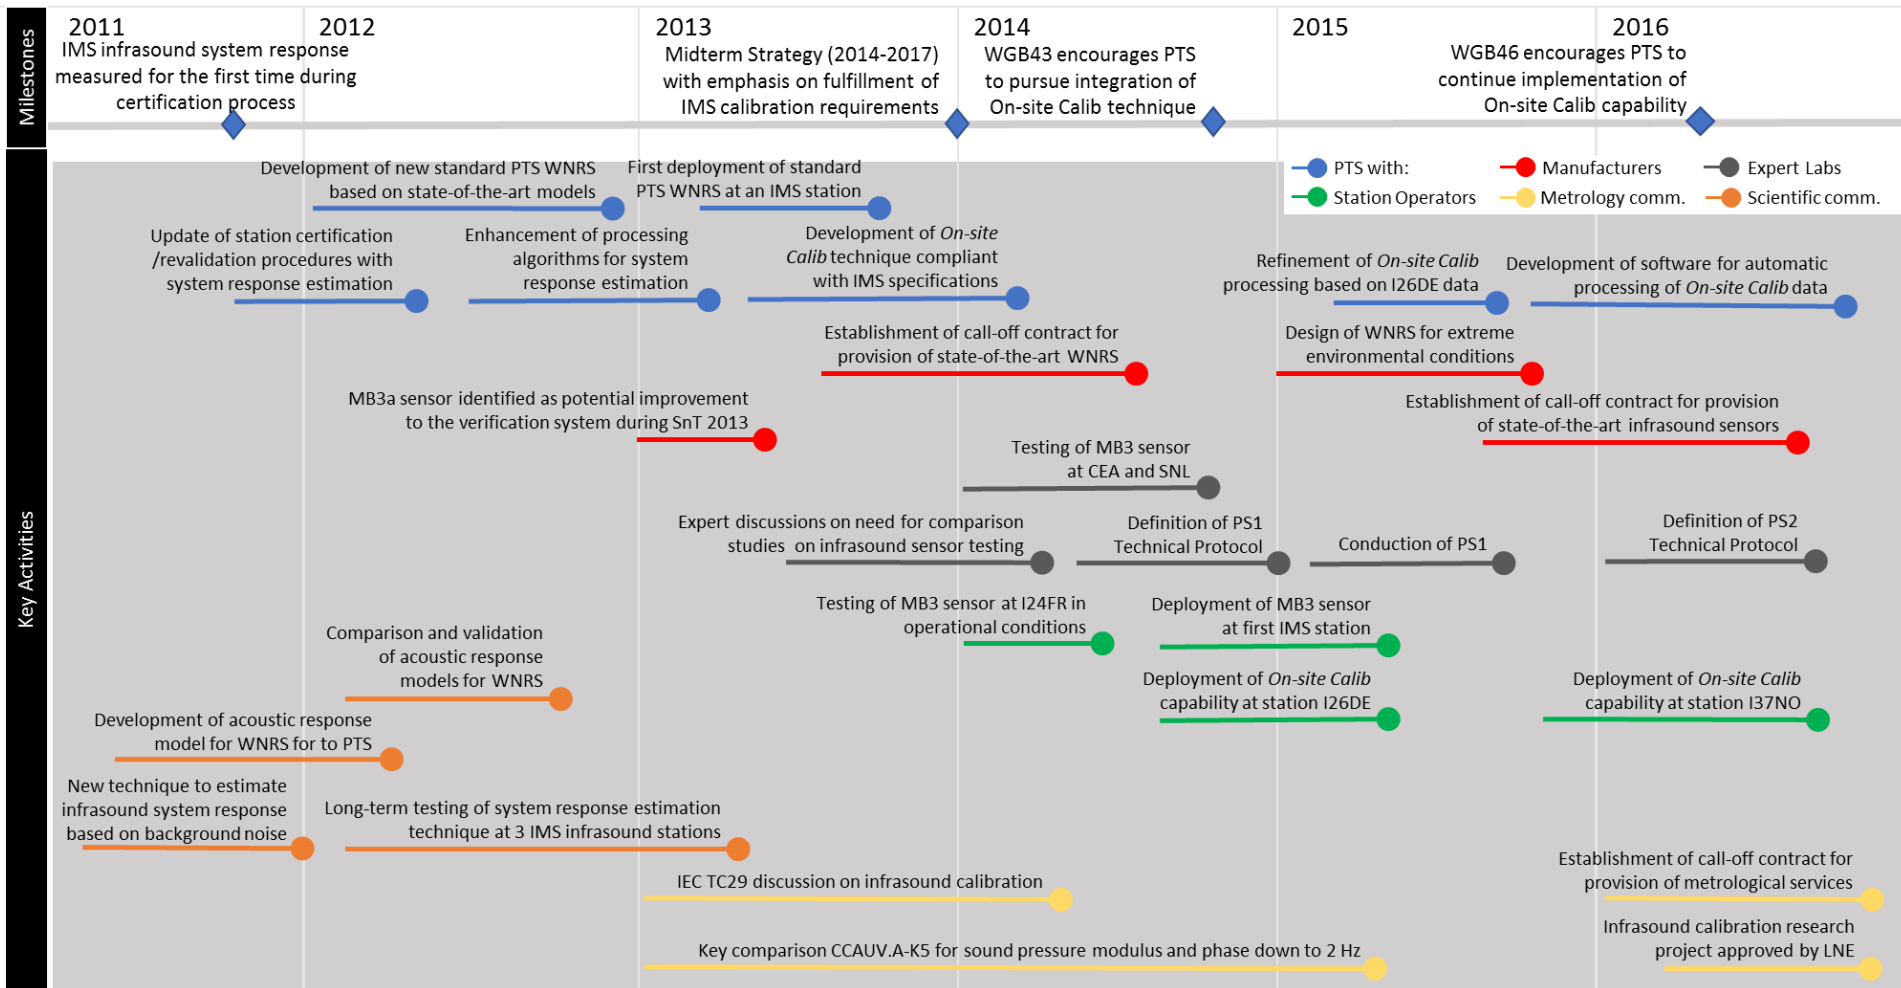 2011
2012
2013
2014
2015
2016
Milestones
IMS infrasound system response
measured for the first time during
certification process
Midterm Strategy (2014-2017)
with emphasis on fulfillment of
IMS calibration requirements
WGB43 encourages PTS
to pursue integration of
On-site Calib technique
WGB46 encourages PTS to
continue implementation of
On-site Calib capability
Key Activities
PTS with:
Manufacturers
Expert Labs
Station Operators
Metrology comm.
Scientific comm.
Development of new standard PTS WNRS
based on state-of-the-art models
First deployment of standard
PTS WNRS at an IMS station
Update of station certification
/revalidation procedures with
system response estimation
Enhancement of processing
algorithms for system
response estimation
Development of On-site
Calib technique compliant
with IMS specifications
Refinement of On-site Calib
processing based on I26DE data
Development of software for automatic
processing of On-site Calib data
Establishment of call-off contract for
provision of state-of-the-art WNRS
Design of WNRS for extreme
environmental conditions
MB3a sensor identified as potential improvement
to the verification system during SnT 2013
Establishment of call-off contract for provision
of state-of-the-art infrasound sensors
Testing of MB3 sensor
at CEA and SNL
Expert discussions on need for comparison
studies on infrasound sensor testing
Definition of PS1
Technical Protocol
Conduction of PS1
Definition of PS2
Technical Protocol
Testing of MB3 sensor at I24FR in
operational conditions
Deployment of MB3 sensor
at first IMS station
Comparison and validation
of acoustic response
models for WNRS
Deployment of On-site Calib
capability at station I26DE
Deployment of On-site Calib
capability at station I37NO
Development of acoustic response
model for WNRS for to PTS
New technique to estimate
infrasound system response
based on background noise
Long-term testing of system response estimation
technique at 3 IMS infrasound stations
IEC TC29 discussion on infrasound calibration
Establishment of call-off contract for
provision of metrological services
Key comparison CCAUV.A-K5 for sound pressure modulus and phase down to 2 Hz
Infrasound calibration research
project approved by LNE